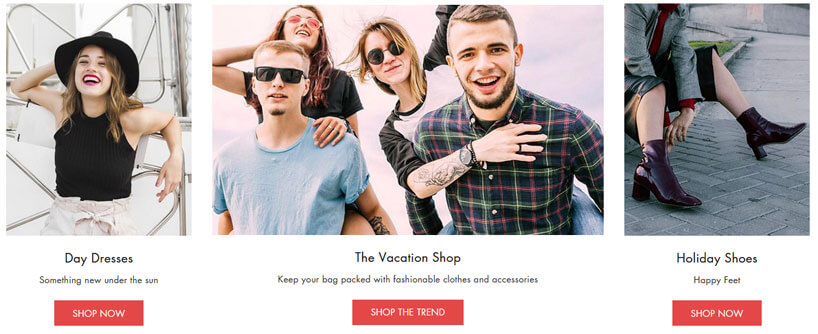 Day Dresses
Something new under the sun
SHOP NOW
The Vacation Shop
Keep your bag packed with fashionable clothes and accessories
SHOP THE TREND
Holiday Shoes
Happy Feet
SHOP NOW